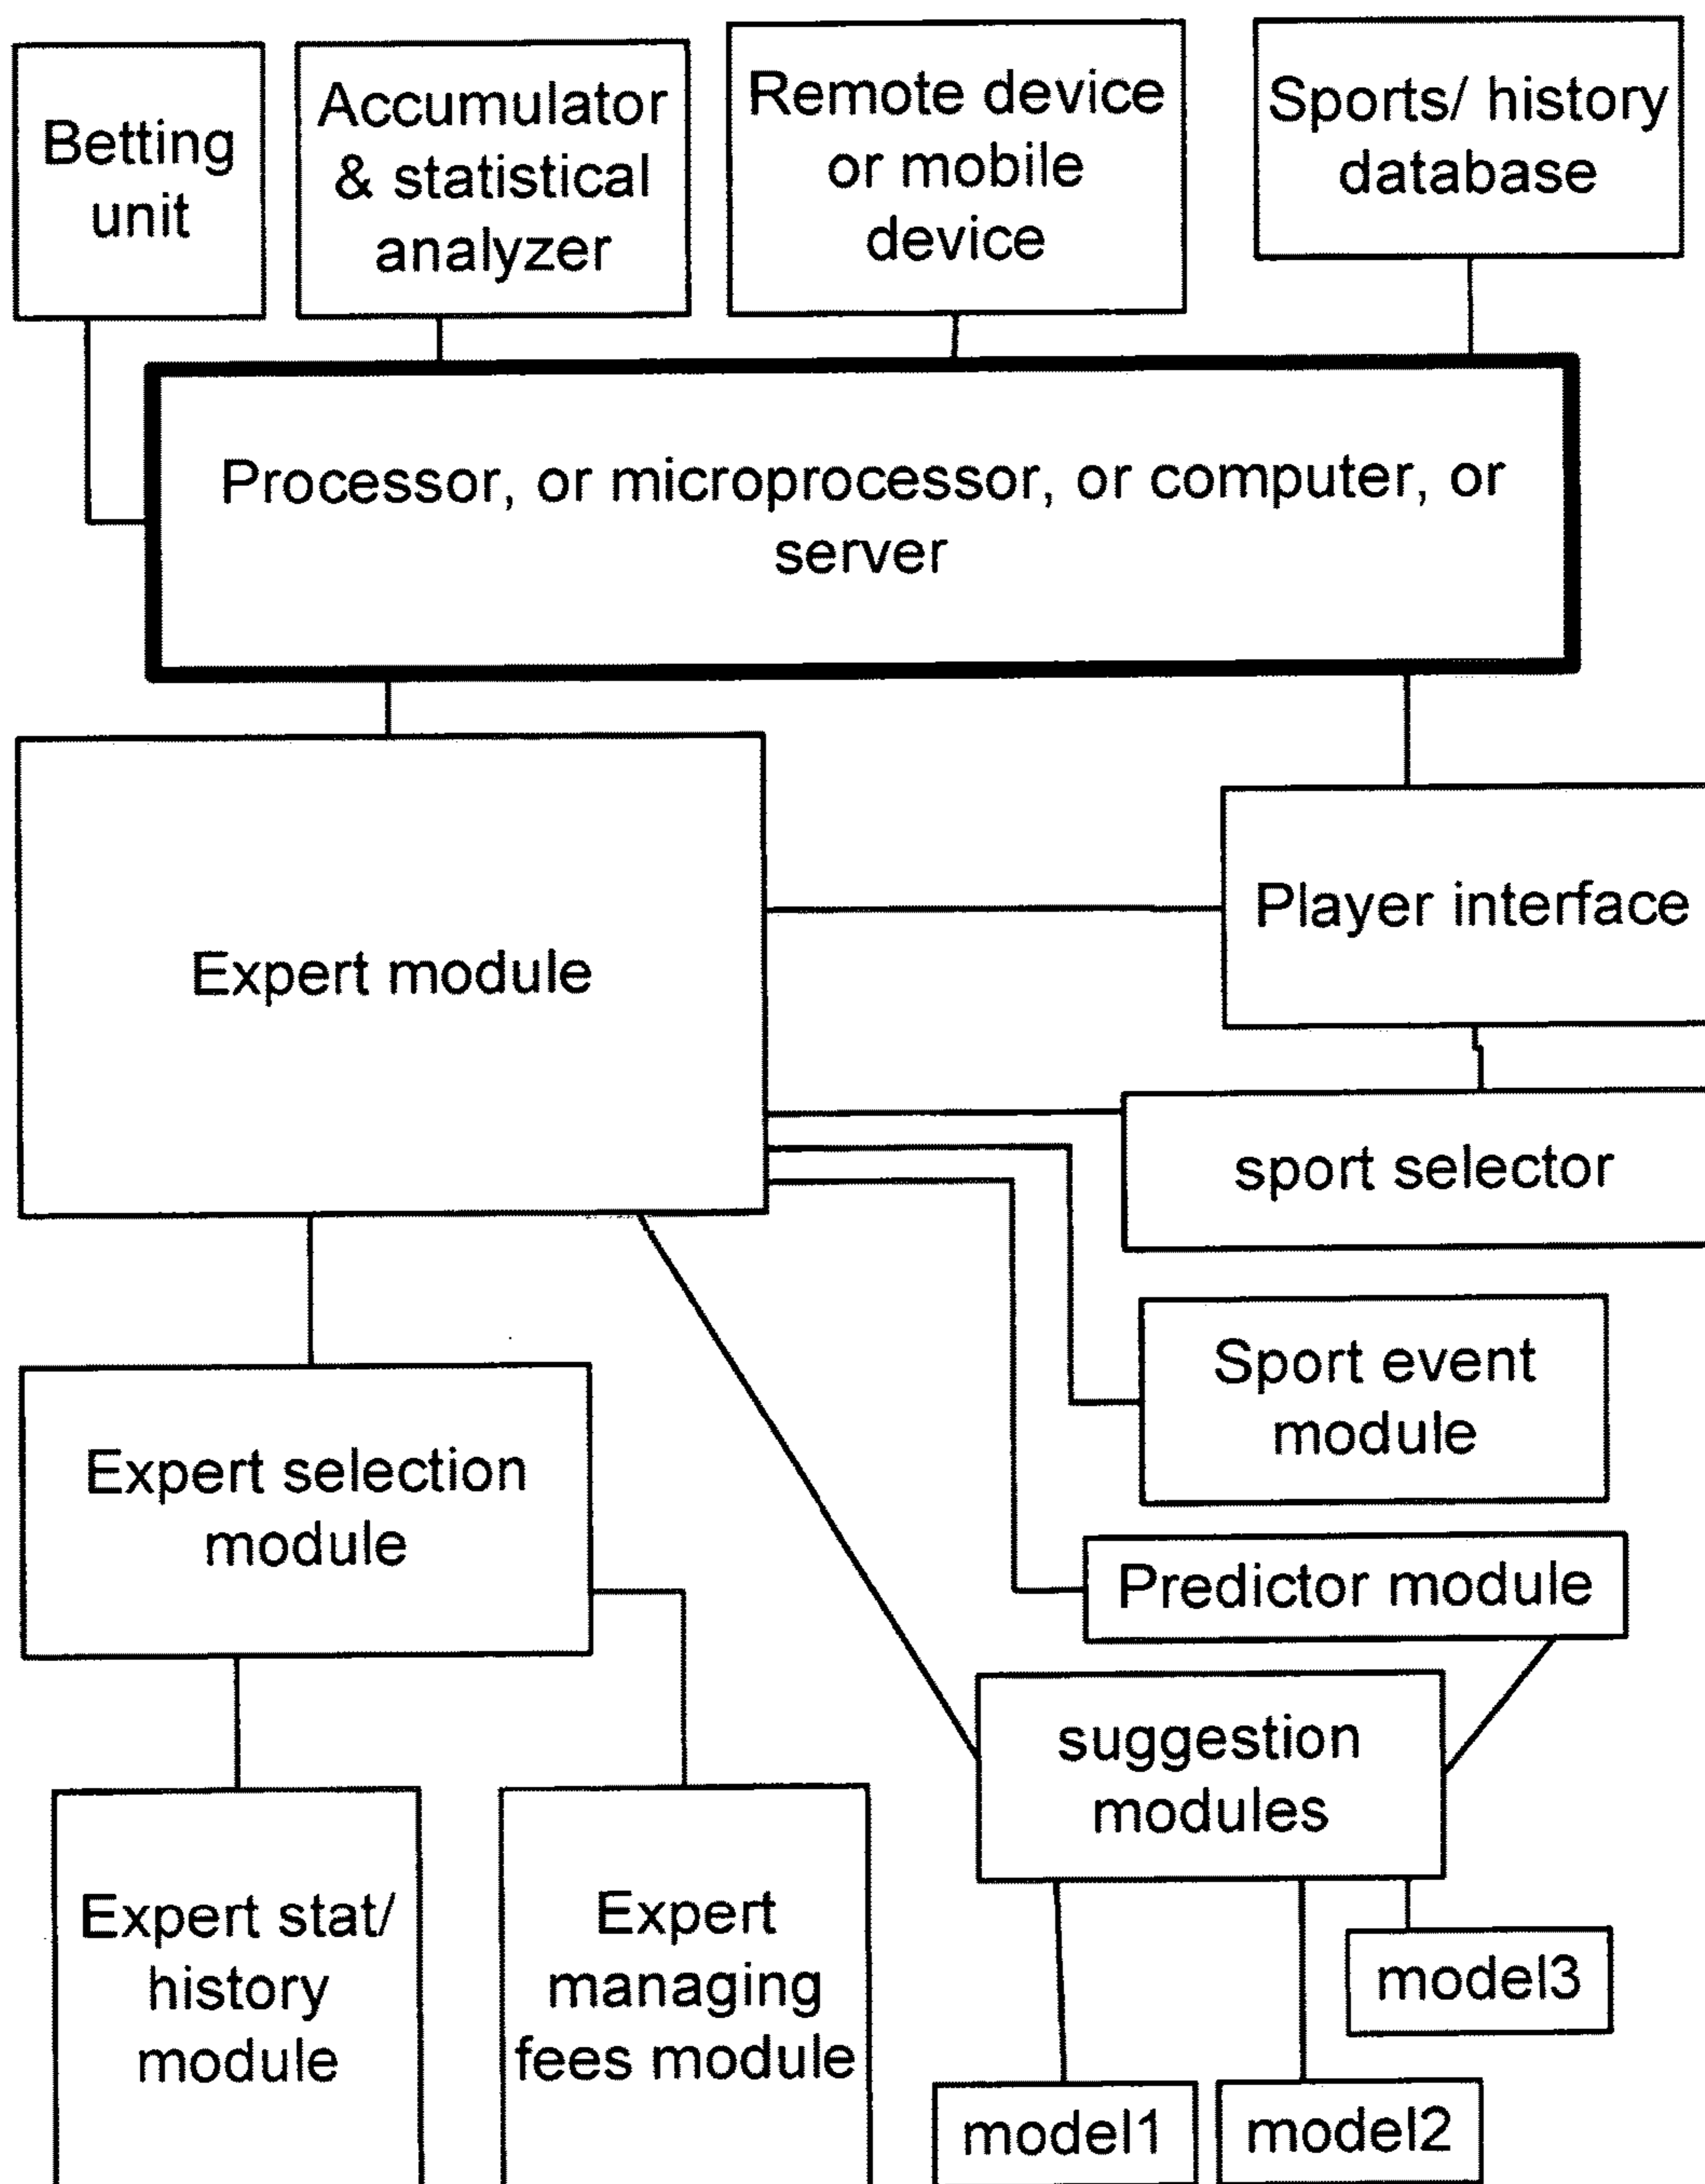 Betting
unit
Accumulator
& statistical
analyzer
Remote device
or mobile
device
Sports/ history
database
Processor, or microprocessor, or computer, or
server
Expert module
Player interface
sport selector
Sport event
module
Expert selection
module
Predictor module
suggestion
modules
Expert stat/
history
module
Expert
managing
fees module
model3
model1
model2